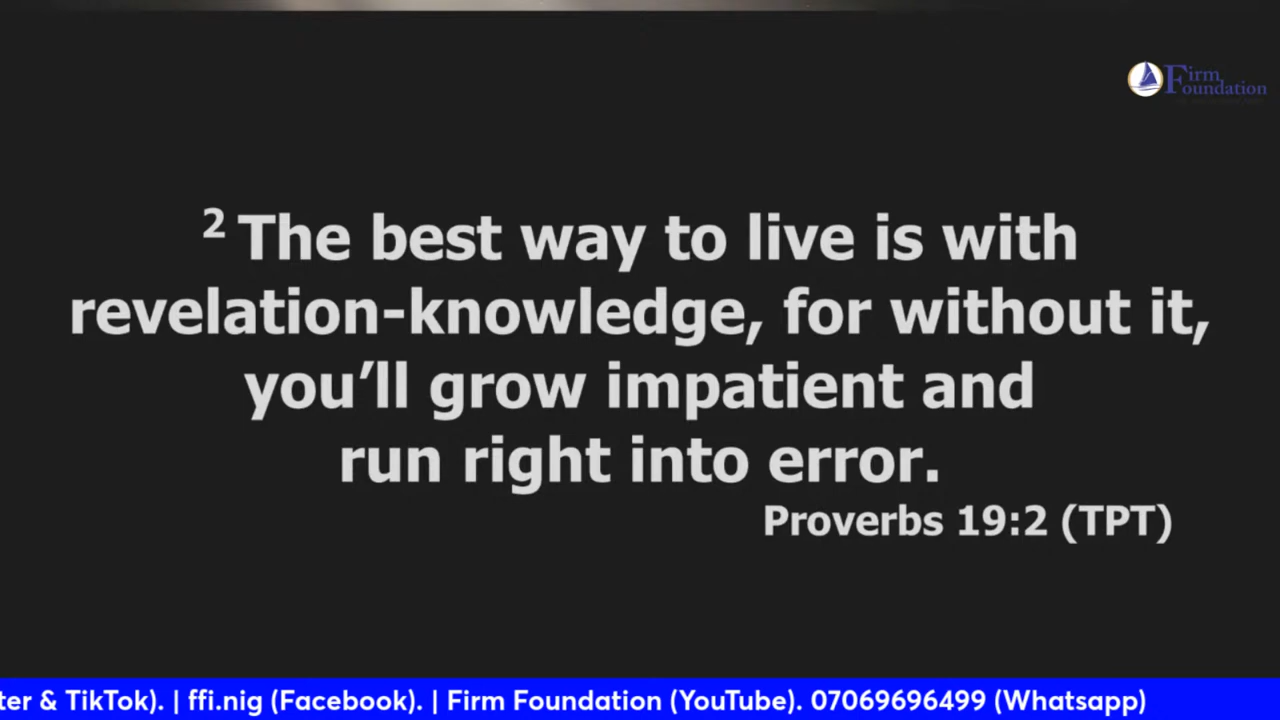 Firm
Foundation
2 The best way to live is with
revelation-knowledge, for without it,
you’ll grow impatient and
run right into error.
Proverbs 19:2 (TPT)
ter & TikTok). | ffi.nig (Facebook). | Firm Foundation (YouTube). 07069696499 (Whatsapp)